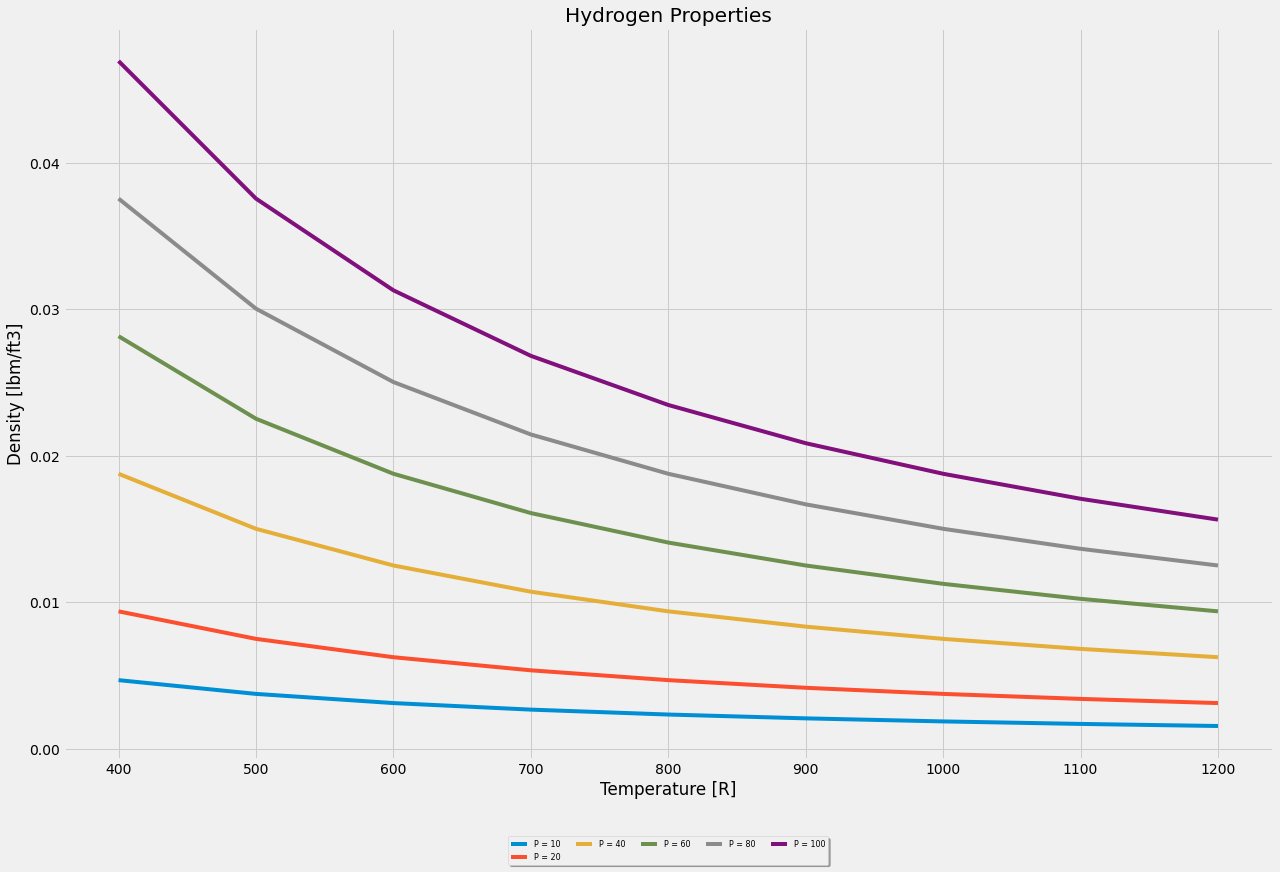 Hydrogen Properties
Density [lbm/ft3]
0.04
0.03
0.02
0.01
0.00
400 500 600 700 800 900 1000 1100 1200
Temperature [R]
P = 10 P = 40 P = 60 P = 80 P = 100
P = 20